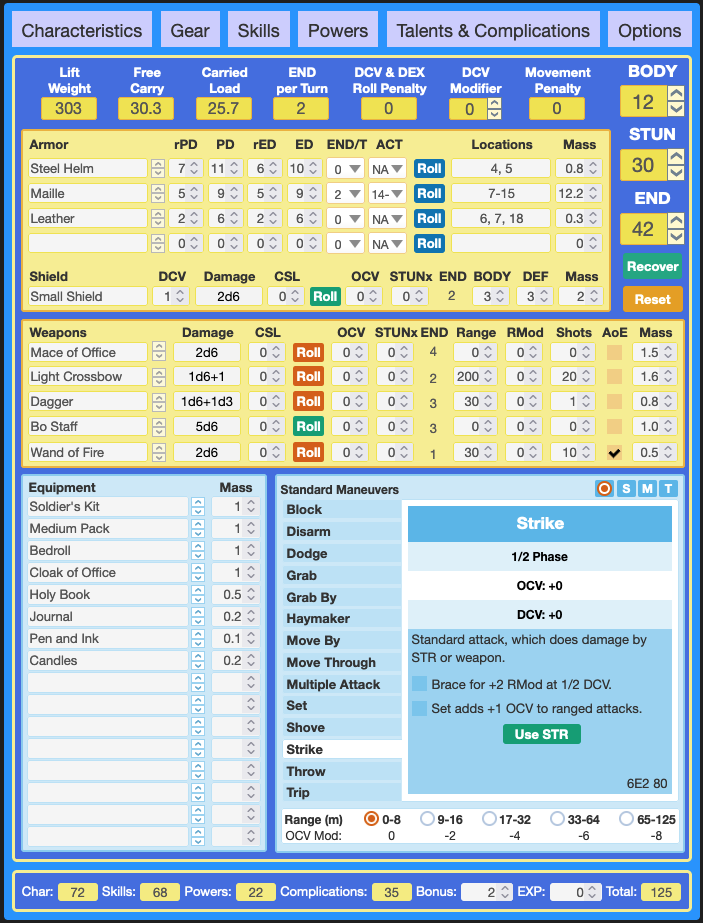 Characteristics Gear Skills Powers Talents & Complications Options
Lift Weight Free Carry Carried Load END per Turn DCV & DEX Roll Penalty DCV Modifier Movement Penalty BODY
303 30.3 25.7 2 0 0 0 12
STUN
30
END
42
Recover
Reset
Armor rPD PD rED ED END/T ACT Locations Mass
Steel Helm 7 11 6 10 0 NA Roll 4, 5 0.8
Maille 5 9 5 9 2 14- Roll 7-15 12.2
Leather 2 6 2 6 0 NA Roll 6, 7, 18 0.3
0 0 0 0 0 NA Roll 0
Shield DCV Damage CSL OCV STUNx END BODY DEF Mass
Small Shield 1 2d6 0 Roll 0 0 2 3 3 2
Weapons Damage CSL OCV STUNx END Range RMod Shots AoE Mass
Mace of Office 2d6 0 Roll 0 0 4 0 0 0 1.5
Light Crossbow 1d6+1 0 Roll 0 0 2 200 0 20 1.6
Dagger 1d6+1d3 0 Roll 0 0 3 30 0 1 0.8
Bo Staff 5d6 0 Roll 0 0 3 0 0 0 1.0
Wand of Fire 2d6 0 Roll 0 0 1 30 0 10 0.5
Equipment Mass
Soldier's Kit 1
Medium Pack 1
Bedroll 1
Cloak of Office 1
Holy Book 0.5
Journal 0.2
Pen and Ink 0.1
Candles 0.2
Standard Maneuvers S M T
Block
Disarm
Dodge
Grab
Grab By
Haymaker
Move By
Move Through
Multiple Attack
Set
Shove
Strike
Throw
Trip
Strike
1/2 Phase
OCV: +0
DCV: +0
Standard attack, which does damage by
STR or weapon.
Brace for +2 RMod at 1/2 DCV.
Set adds +1 OCV to ranged attacks.
Use STR
6E2 80
Range (m) 0-8 9-16 17-32 33-64 65-125
OCV Mod: 0 -2 -4 -6 -8
Char: 72 Skills: 68 Powers: 22 Complications: 35 Bonus: 2 EXP: 0 Total: 125